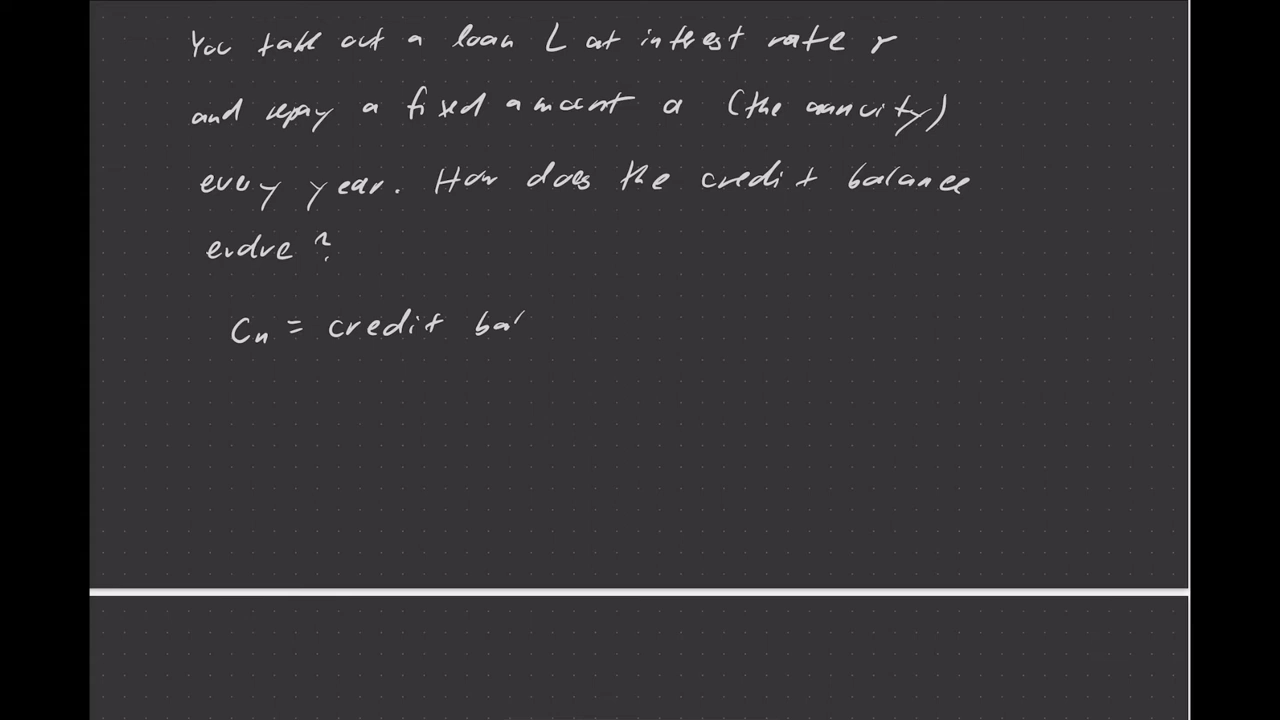 You take out a loan L at interest rate r
and repay a fixed amount a (the annuity)
every year. How does the credit balance
evolve?
Cn = credit bal